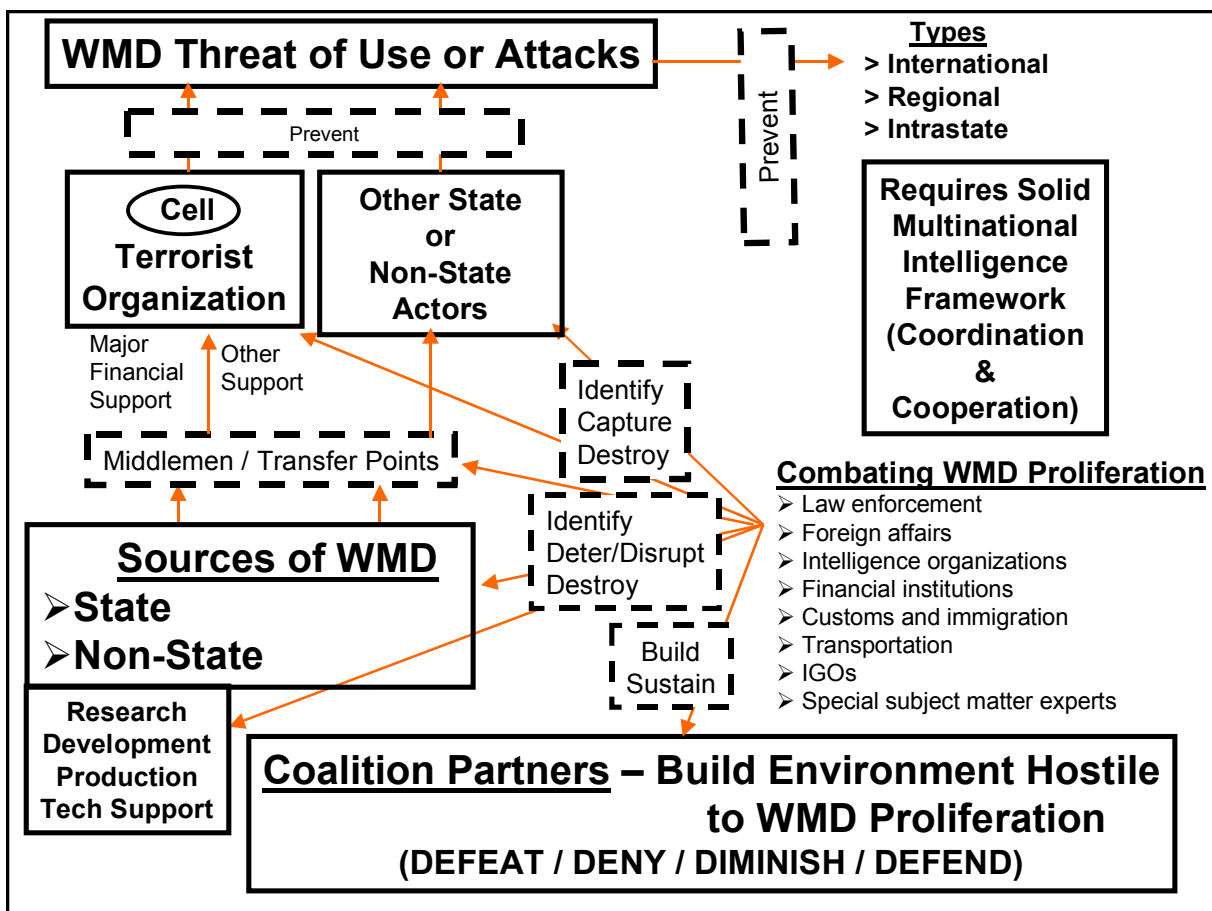 WMD Threat of Use or Attacks
Types
> International
> Regional
> Intrastate
Prevent
Prevent
Cell
Terrorist
Organization
Other State
or
Non-State
Actors
Requires Solid
Multinational
Intelligence
Framework
(Coordination
&
Cooperation)
Major
Financial
Support
Other
Support
Identify
Capture
Destroy
Middlemen / Transfer Points
Identify
Deter/Disrupt
Destroy
Combating WMD Proliferation
➢ Law enforcement
➢ Foreign affairs
➢ Intelligence organizations
➢ Financial institutions
➢ Customs and immigration
➢ Transportation
➢ IGOs
➢ Special subject matter experts
Sources of WMD
➢State
➢Non-State
Build
Sustain
Research
Development
Production
Tech Support
Coalition Partners – Build Environment Hostile
to WMD Proliferation
(DEFEAT / DENY / DIMINISH / DEFEND)